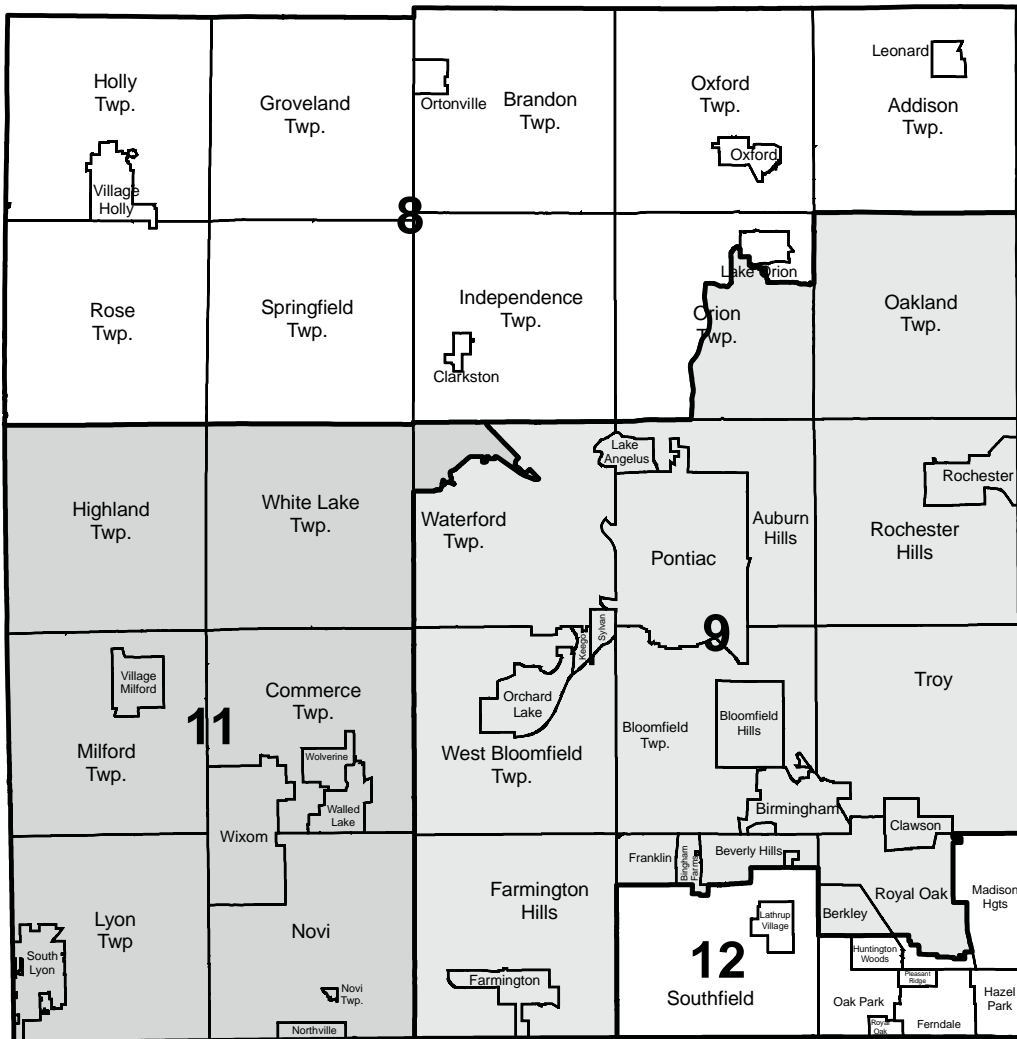 Leonard
Holly
Twp.
Groveland
Twp.
Ortonville
Brandon
Twp.
Oxford
Twp.
Addison
Twp.
Oxford
Village
Holly
8
Rose
Twp.
Springfield
Twp.
Independence
Twp.
Clarkston
Lake Orion
Orion
Twp.
Oakland
Twp.
Highland
Twp.
White Lake
Twp.
Waterford
Twp.
Lake
Angelus
Pontiac
Auburn
Hills
Rochester
Rochester
Hills
9
Village
Milford
Milford
Twp.
11
Commerce
Twp.
Wolverine
Walled
Lake
Wixom
Keego
Sylvan
Orchard
Lake
West Bloomfield
Twp.
Bloomfield
Twp.
Bloomfield
Hills
Troy
Birmingham
Clawson
Lyon
Twp
South
Lyon
Novi
Novi
Twp.
Northville
Farmington
Hills
Farmington
Franklin
Bingham
Farms
Beverly Hills
Lathrup
Village
12
Southfield
Berkley
Royal Oak
Madison
Hgts
Huntington
Woods
Pleasant
Ridge
Oak Park
Royal
Oak
Ferndale
Hazel
Park